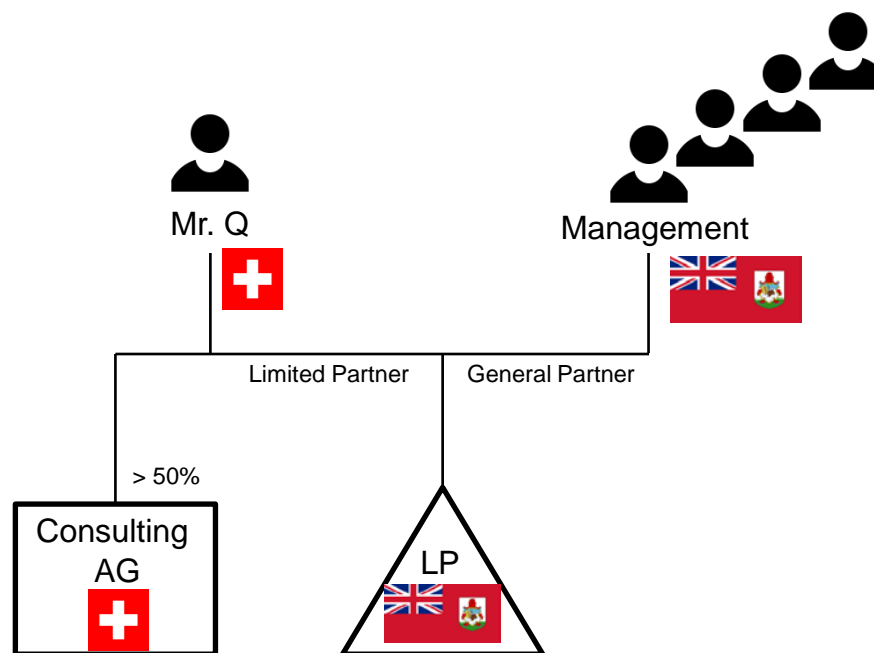 Mr. Q
Management
Limited Partner
General Partner
> 50%
Consulting
AG
LP